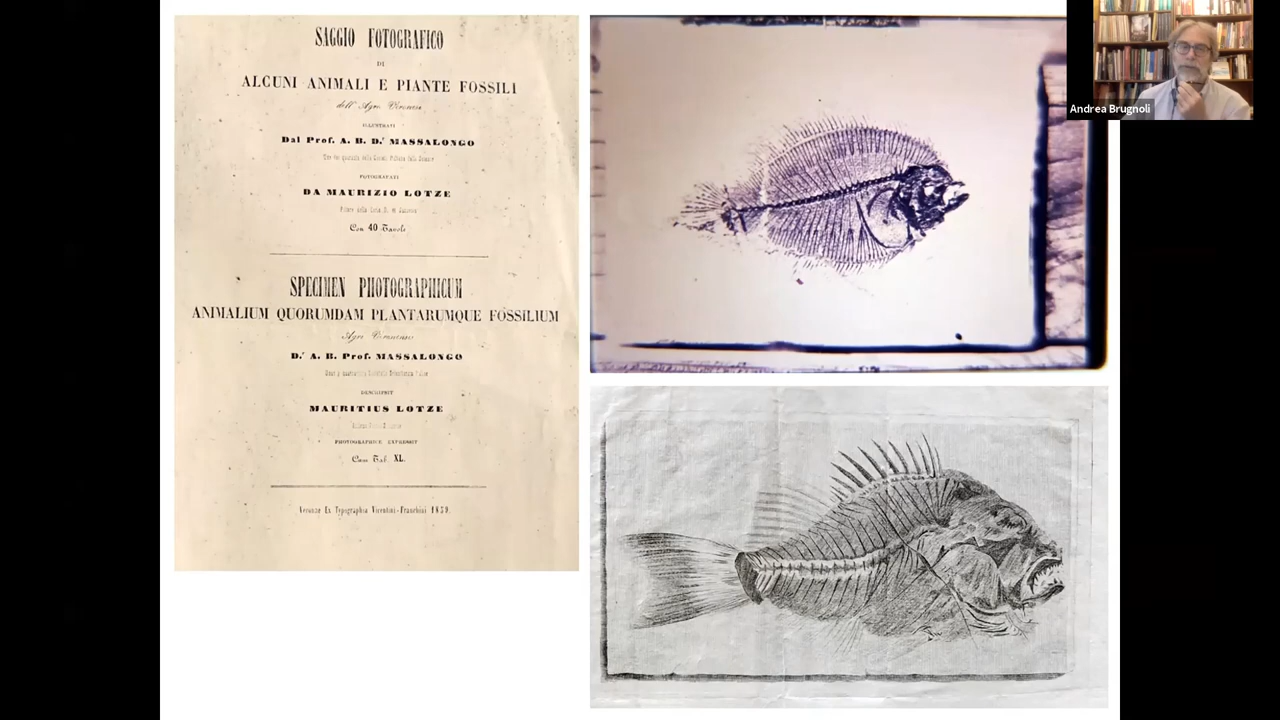 SAGGIO FOTOGRAFICO
DI
ALCUNI ANIMALI E PIANTE FOSSILI
dell' Agro Veronese
ILLUSTRATI
Dal Prof. A. B. D.r MASSALONGO
FOTOGRAFATI
DA MAURIZIO LOTZE
Con 40 Tavole
SPECIMEN PHOTOGRAPHICUM
ANIMALIUM QUORUMDAM PLANTARUMQUE FOSSILIUM
Agri Veronensis
D.r A. B. Prof. MASSALONGO
DESCRIPSIT
MAURITIUS LOTZE
PHOTOGRAPHICE EXPRESSIT
Cum Tab. XL.
Veronae Ex Typographia Vicentini-Franchini 1859.
Andrea Brugnoli